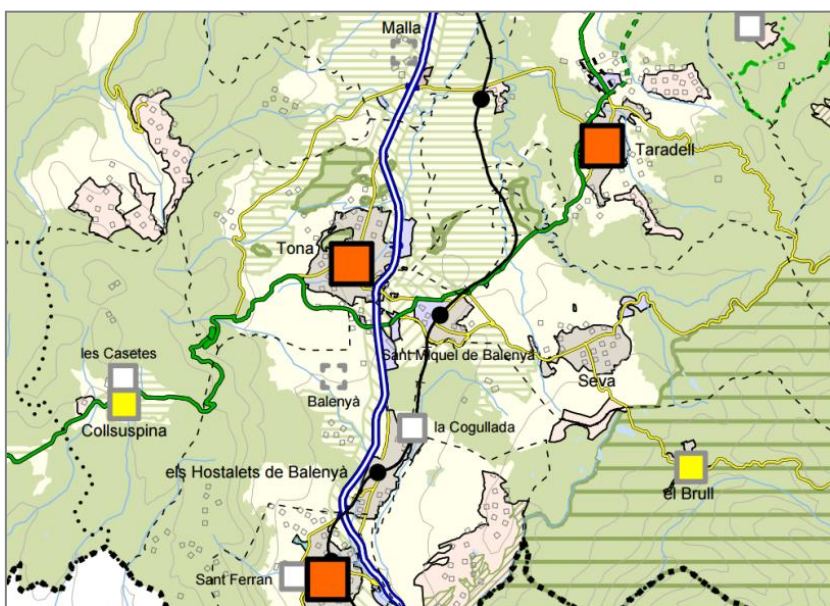 Malla
Taradell
Tona
les Casetes
Collsuspina
Sant Miquel de Balenyà
Seva
Balenyà
la Cogullada
els Hostalets de Balenyà
el Brull
Sant Ferran